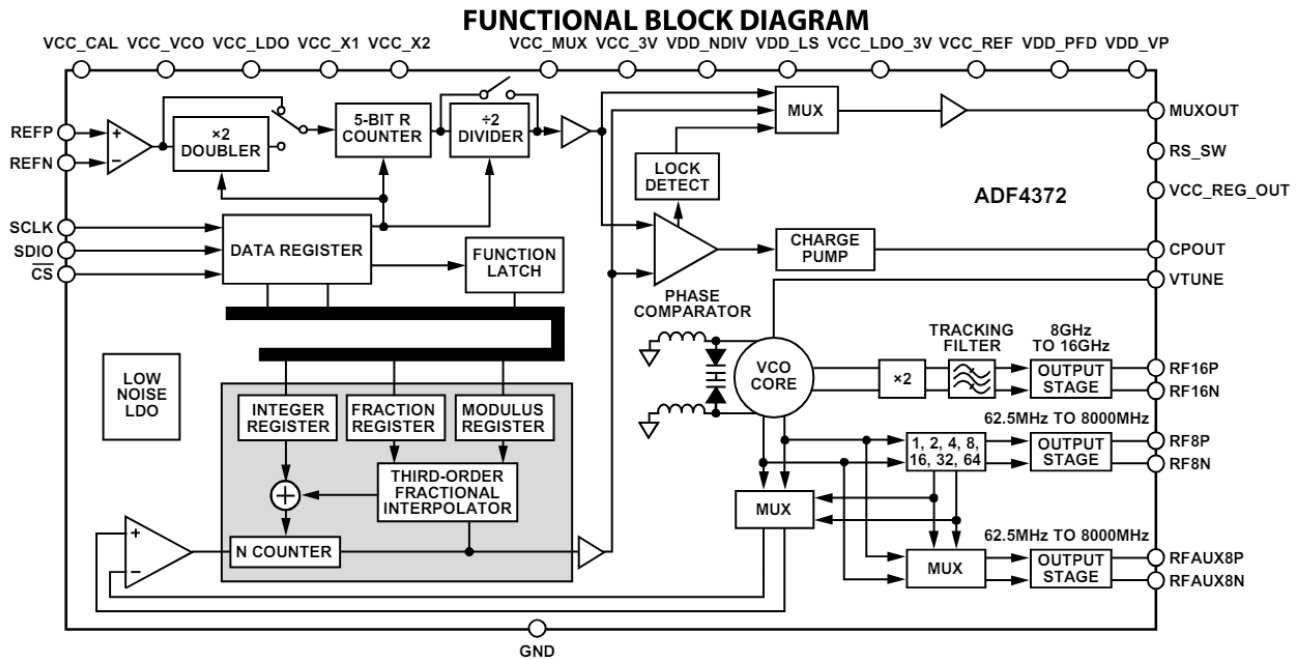 FUNCTIONAL BLOCK DIAGRAM
VCC_CAL VCC_VCO VCC_LDO VCC_X1 VCC_X2 VCC_MUX VCC_3V VDD_NDIV VDD_LS VCC_LDO_3V VCC_REF VDD_PFD VDD_VP
REFP
REFN
+
−
×2
DOUBLER
5-BIT R
COUNTER
÷2
DIVIDER
MUX
MUXOUT
RS_SW
LOCK
DETECT
VCC_REG_OUT
ADF4372
SCLK
SDIO
CS
DATA REGISTER
FUNCTION
LATCH
CHARGE
PUMP
CPOUT
VTUNE
PHASE
COMPARATOR
LOW
NOISE
LDO
VCO
CORE
×2
TRACKING
FILTER
8GHz
TO 16GHz
OUTPUT
STAGE
RF16P
RF16N
INTEGER
REGISTER
FRACTION
REGISTER
MODULUS
REGISTER
62.5MHz TO 8000MHz
1, 2, 4, 8,
16, 32, 64
OUTPUT
STAGE
RF8P
RF8N
THIRD-ORDER
FRACTIONAL
INTERPOLATOR
+
MUX
+
−
N COUNTER
62.5MHz TO 8000MHz
MUX
OUTPUT
STAGE
RFAUX8P
RFAUX8N
GND